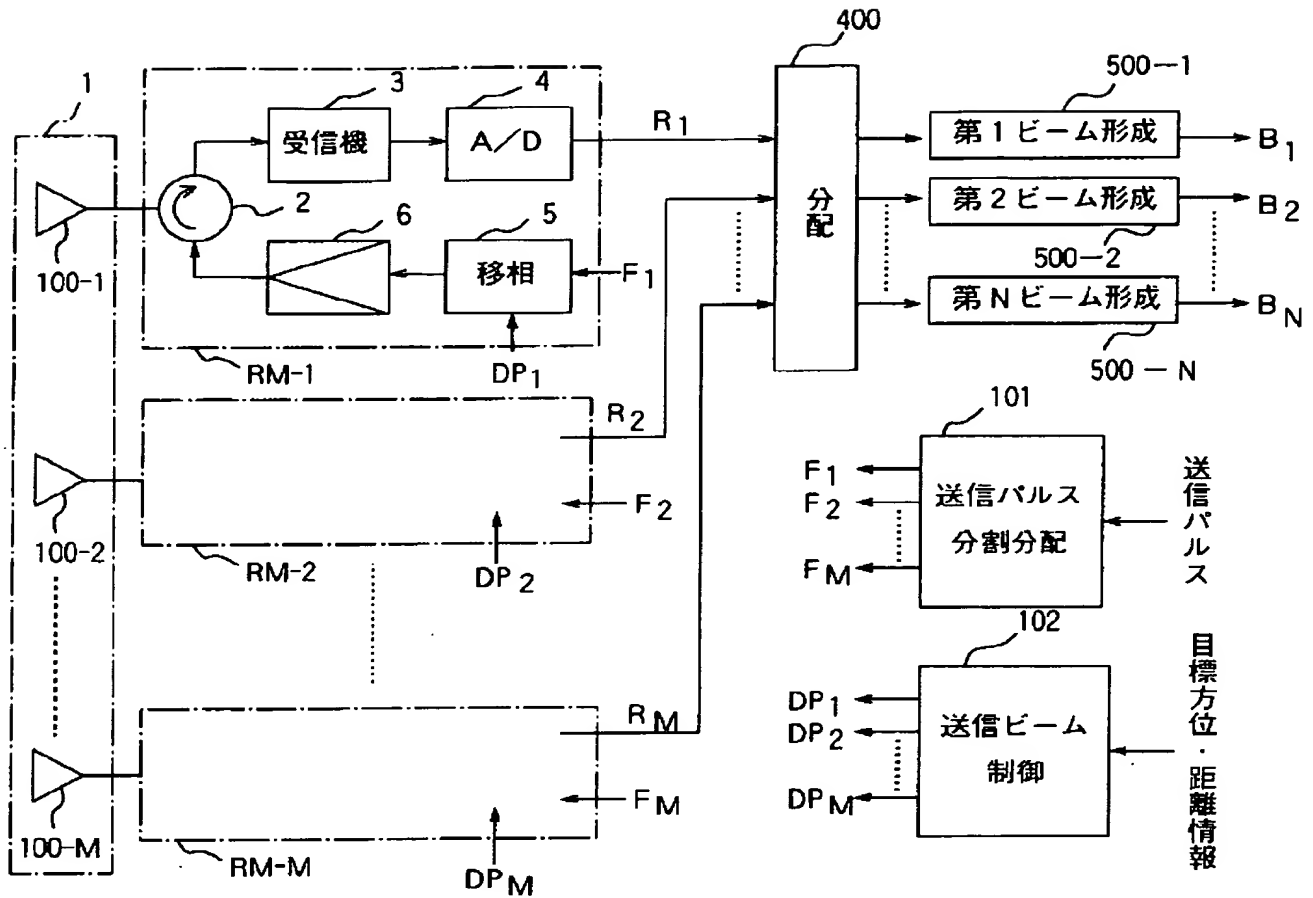 1
100-1
100-2
100-M
2
3
受信機
4
A/D
6
5
移相
F1
DP1
RM-1
R1
R2
F2
DP2
RM-2
RM
FM
DPM
RM-M
400
分配
500-1
第1ビーム形成
B1
第2ビーム形成
B2
500-2
第Nビーム形成
BN
500-N
101
送信パルス
分割分配
F1
F2
FM
送信パルス
102
送信ビーム
制御
DP1
DP2
DPM
目標方位・距離情報